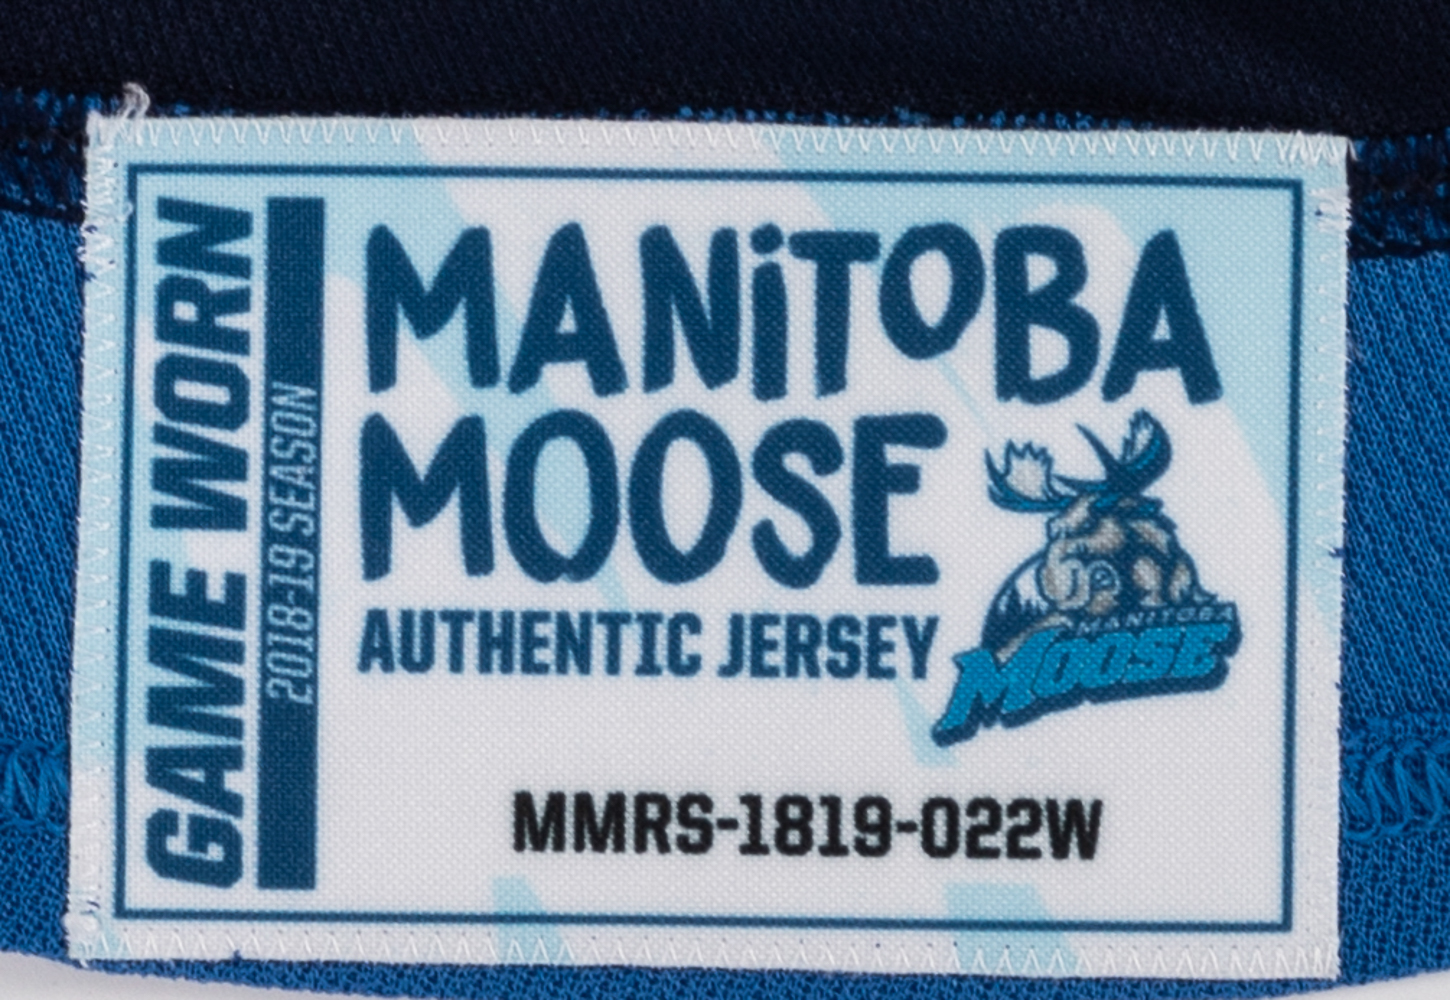 GAME WORN
2018-19 SEASON
MANiTOBA
MOOSE
AUTHENTIC JERSEY
MANITOBA
MOOSE
MMRS-1819-022W